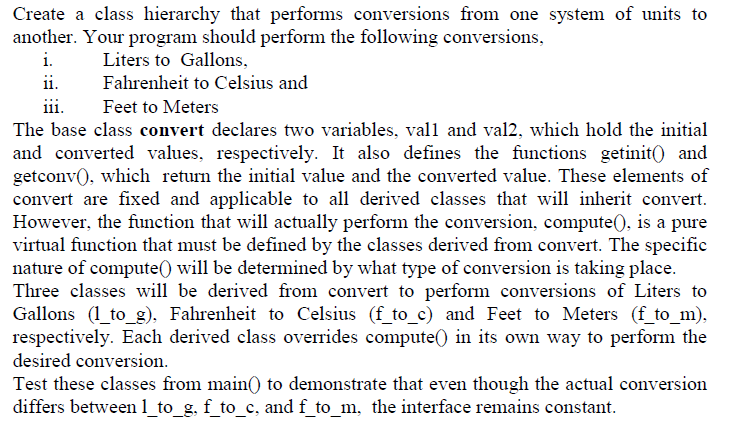 Create a class hierarchy that performs conversions from one system of units to
another. Your program should perform the following conversions,
i. Liters to Gallons,
ii. Fahrenheit to Celsius and
iii. Feet to Meters
The base class convert declares two variables, val1 and val2, which hold the initial
and converted values, respectively. It also defines the functions getinit() and
getconv(), which return the initial value and the converted value. These elements of
convert are fixed and applicable to all derived classes that will inherit convert.
However, the function that will actually perform the conversion, compute(), is a pure
virtual function that must be defined by the classes derived from convert. The specific
nature of compute() will be determined by what type of conversion is taking place.
Three classes will be derived from convert to perform conversions of Liters to
Gallons (l_to_g), Fahrenheit to Celsius (f_to_c) and Feet to Meters (f_to_m),
respectively. Each derived class overrides compute() in its own way to perform the
desired conversion.
Test these classes from main() to demonstrate that even though the actual conversion
differs between l_to_g, f_to_c, and f_to_m, the interface remains constant.